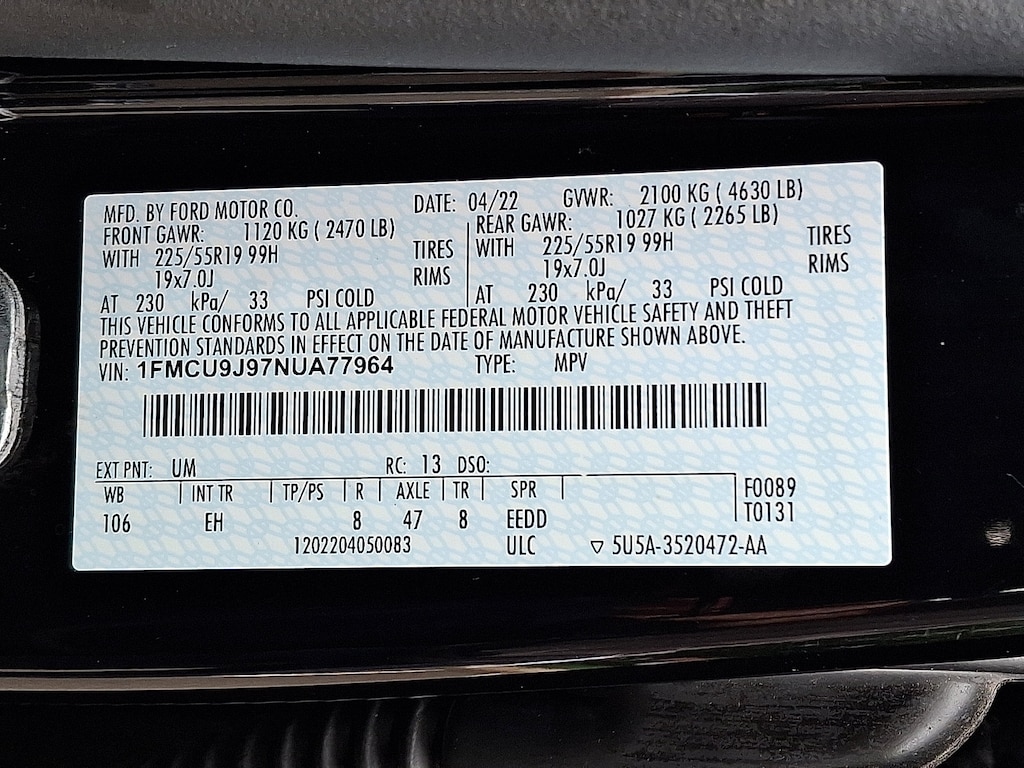 MFD. BY FORD MOTOR CO. DATE: 04/22 GVWR: 2100 KG ( 4630 LB)
FRONT GAWR: 1120 KG ( 2470 LB) REAR GAWR: 1027 KG ( 2265 LB)
WITH 225/55R19 99H TIRES WITH 225/55R19 99H TIRES
19x7.0J RIMS 19x7.0J RIMS
AT 230 kPa/ 33 PSI COLD AT 230 kPa/ 33 PSI COLD
THIS VEHICLE CONFORMS TO ALL APPLICABLE FEDERAL MOTOR VEHICLE SAFETY AND THEFT
PREVENTION STANDARDS IN EFFECT ON THE DATE OF MANUFACTURE SHOWN ABOVE.
VIN: 1FMCU9J97NUA77964 TYPE: MPV
EXT PNT: UM RC: 13 DSO:
WB INT TR TP/PS R AXLE TR SPR F0089
106 EH 8 47 8 EEDD T0131
1202204050083 ULC ▽ 5U5A-3520472-AA